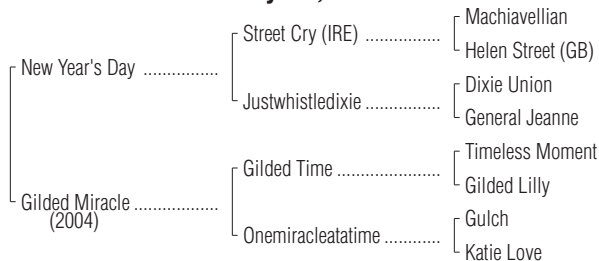 Machiavellian
Street Cry (IRE) ................
Helen Street (GB)
New Year's Day ................
Dixie Union
Justwhistledixie ................
General Jeanne
Timeless Moment
Gilded Time ......................
Gilded Lilly
Gilded Miracle ..................
(2004)
Gulch
Onemiracleatatime ............
Katie Love